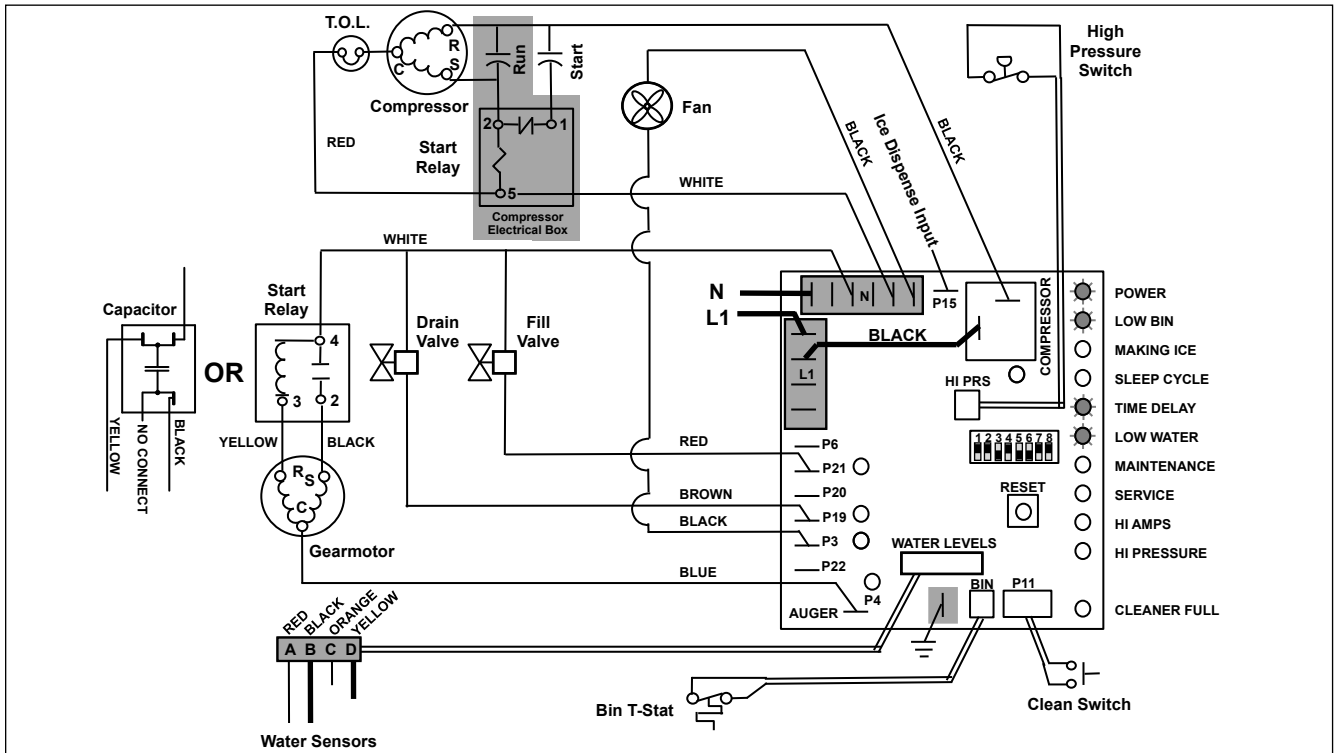 T.O.L.
R
S
C
Compressor
Run
Start
2
1
5
Start
Relay
Compressor
Electrical Box
RED
WHITE
Fan
BLACK
Ice Dispense Input
BLACK
High
Pressure
Switch
WHITE
Capacitor
YELLOW
NO CONNECT
BLACK
OR
Start
Relay
4
3
2
YELLOW
BLACK
R
S
C
Gearmotor
Drain
Valve
Fill
Valve
N
L1
N
P15
BLACK
L1
COMPRESSOR
HI PRS
1 2 3 4 5 6 7 8
RESET
RED
BROWN
BLACK
BLUE
P6
P21
P20
P19
P3
P22
P4
AUGER
WATER LEVELS
BIN
P11
POWER
LOW BIN
MAKING ICE
SLEEP CYCLE
TIME DELAY
LOW WATER
MAINTENANCE
SERVICE
HI AMPS
HI PRESSURE
CLEANER FULL
RED
BLACK
ORANGE
YELLOW
A B C D
Water Sensors
Bin T-Stat
Clean Switch